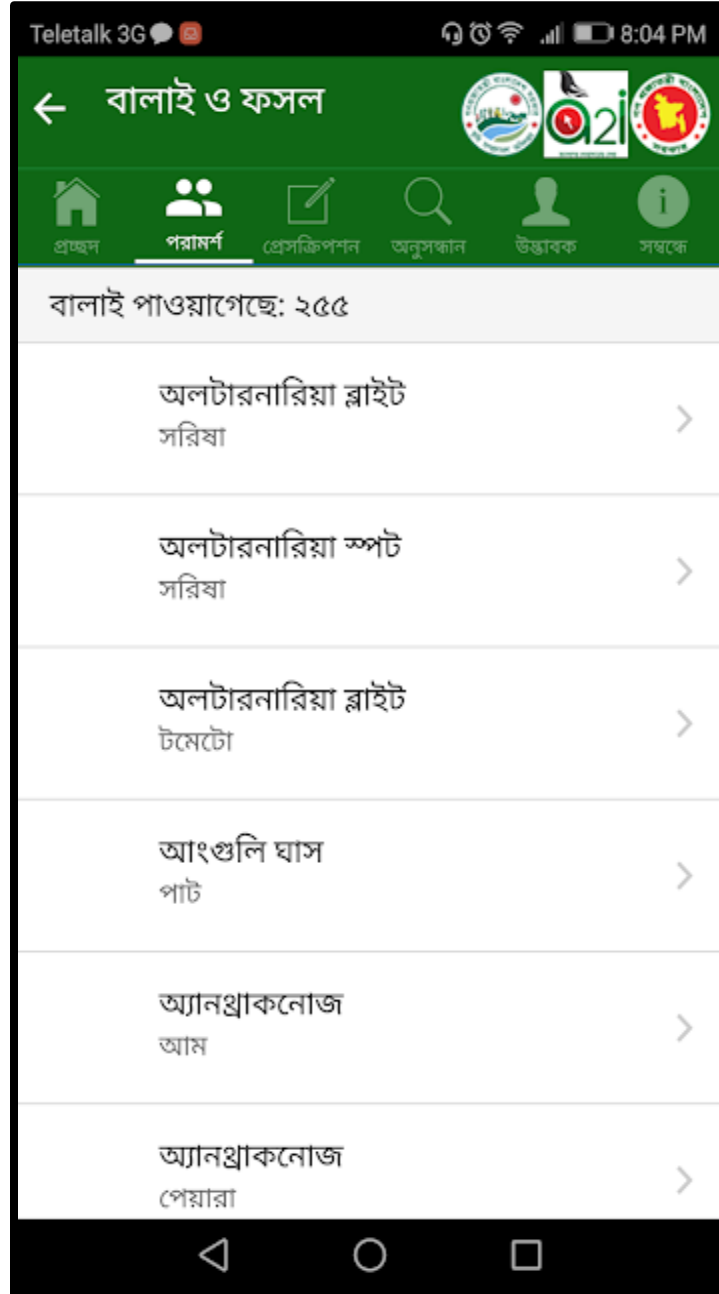 Teletalk 3G
8:04 PM
বালাই ও ফসল
a2i
প্রচ্ছদ
পরামর্শ
প্রেসক্রিপশন
অনুসন্ধান
উদ্ভাবক
সম্বন্ধে
বালাই পাওয়াগেছে: ২৫৫
অলটারনারিয়া ব্লাইট
সরিষা
অলটারনারিয়া স্পট
সরিষা
অলটারনারিয়া ব্লাইট
টমেটো
আংগুলি ঘাস
পাট
অ্যানথ্রাকনোজ
আম
অ্যানথ্রাকনোজ
পেয়ারা